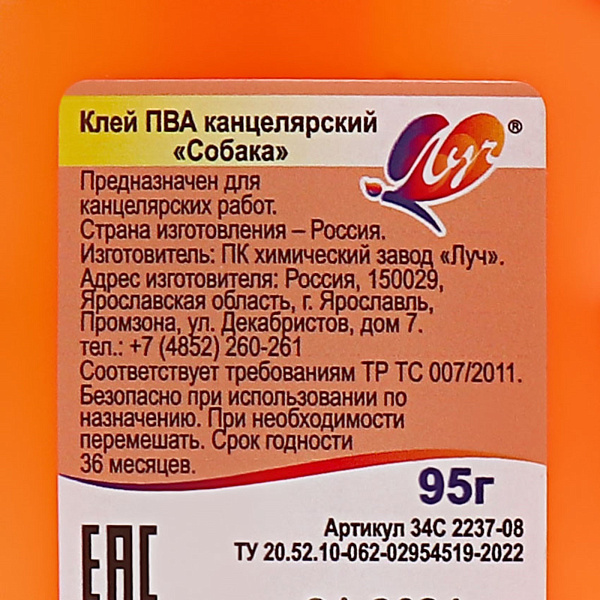 Клей ПВА канцелярский
«Собака»
Луч®
Предназначен для
канцелярских работ.
Страна изготовления – Россия.
Изготовитель: ПК химический завод «Луч».
Адрес изготовителя: Россия, 150029,
Ярославская область, г. Ярославль,
Промзона, ул. Декабристов, дом 7.
тел.: +7 (4852) 260-261
Соответствует требованиям ТР ТС 007/2011.
Безопасно при использовании по
назначению. При необходимости
перемешать. Срок годности
36 месяцев.
95г
Артикул 34С 2237-08
ТУ 20.52.10-062-02954519-2022
ЕАС